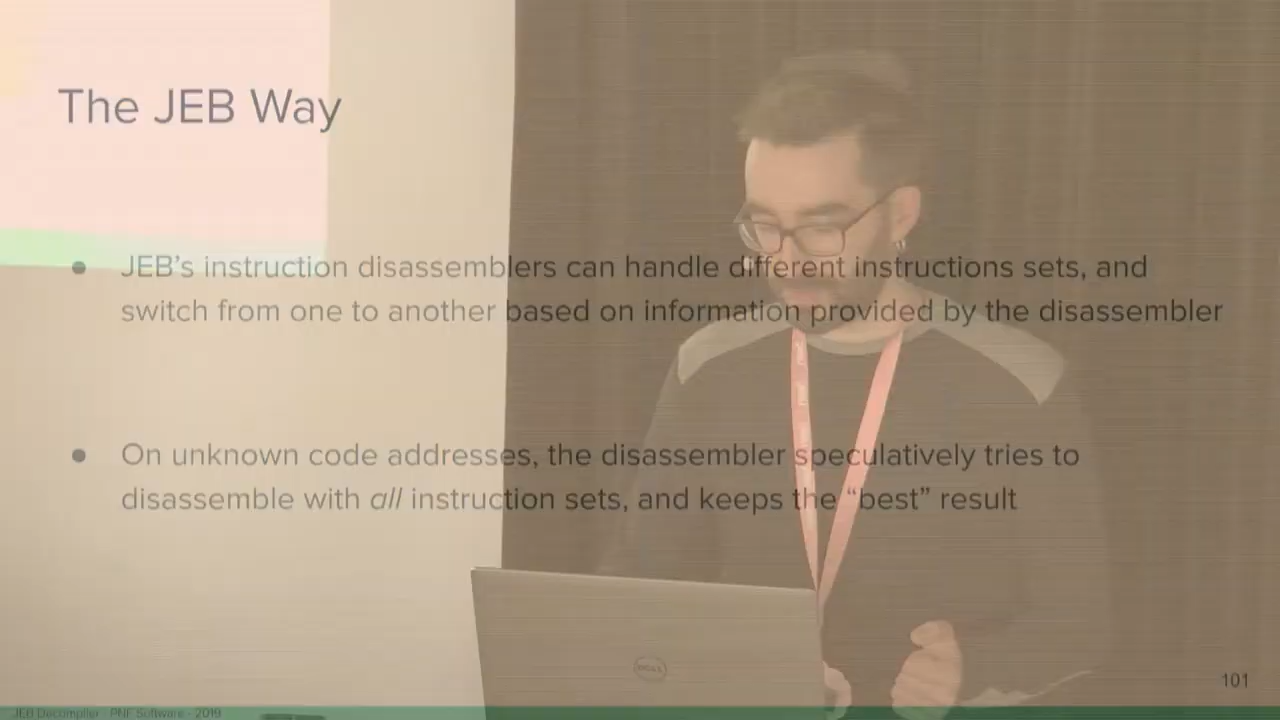 The JEB Way
● JEB’s instruction disassemblers can handle different instructions sets, and
switch from one to another based on information provided by the disassembler
● On unknown code addresses, the disassembler speculatively tries to
disassemble with all instruction sets, and keeps the “best” result
DELL
101
JEB Decompiler - PNF Software - 2019